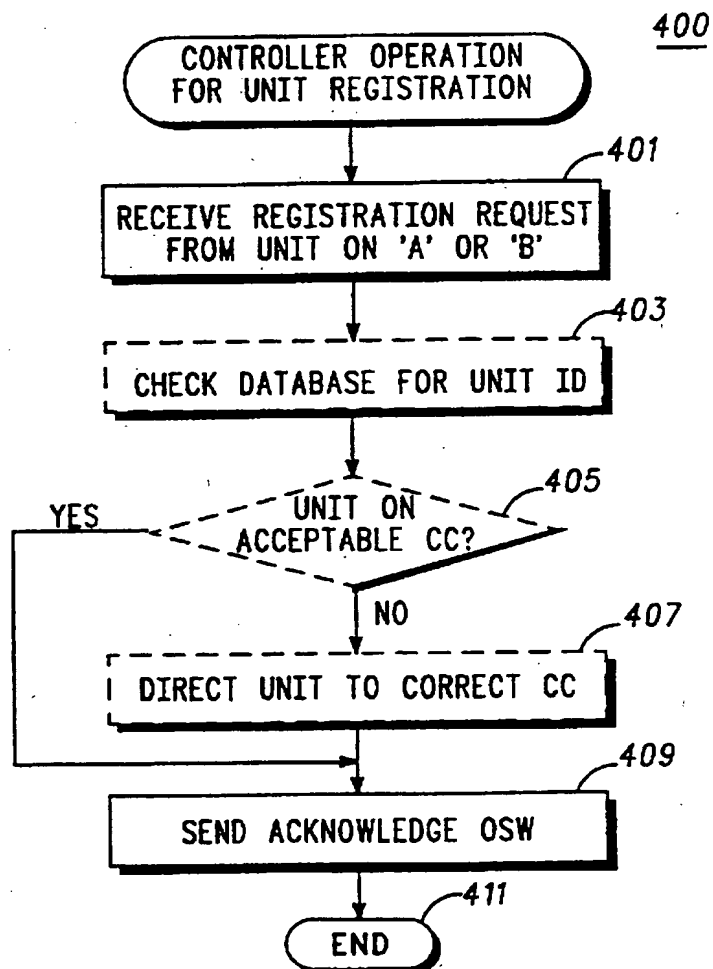 400
CONTROLLER OPERATION
FOR UNIT REGISTRATION
401
RECEIVE REGISTRATION REQUEST
FROM UNIT ON 'A' OR 'B'
403
CHECK DATABASE FOR UNIT ID
405
UNIT ON
ACCEPTABLE CC?
YES
NO
407
DIRECT UNIT TO CORRECT CC
409
SEND ACKNOWLEDGE OSW
411
END